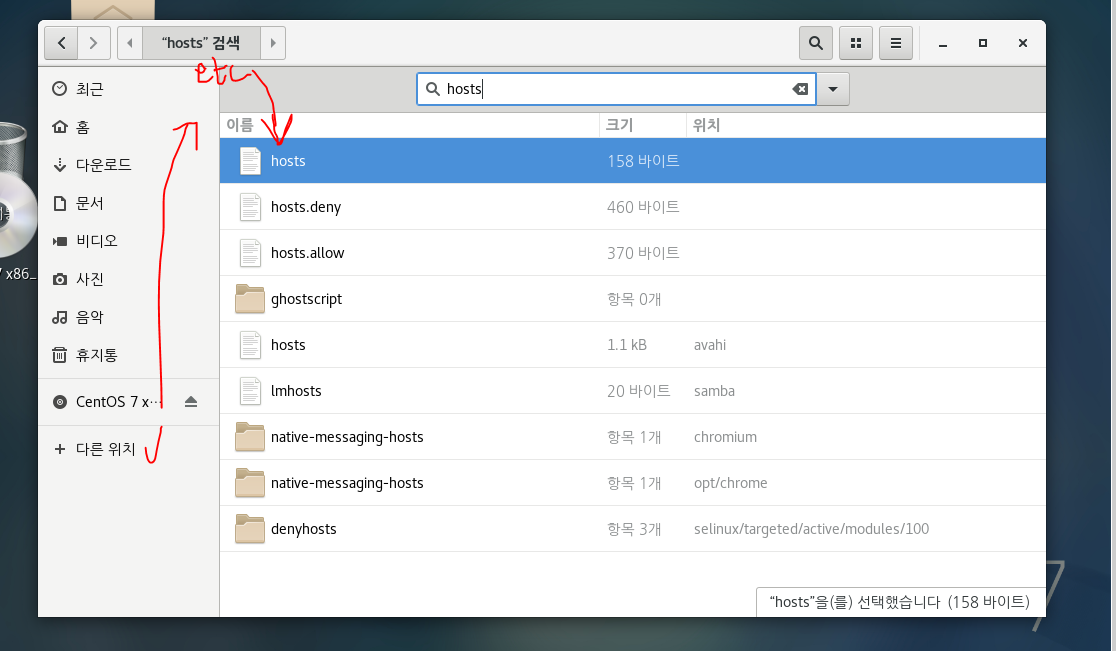 “hosts” 검색
etc
최근
홈
다운로드
문서
비디오
사진
음악
휴지통
CentOS 7 x…
다른 위치
hosts
이름 크기 위치
hosts 158 바이트
hosts.deny 460 바이트
hosts.allow 370 바이트
ghostscript 항목 0개
hosts 1.1 kB avahi
lmhosts 20 바이트 samba
native-messaging-hosts 항목 1개 chromium
native-messaging-hosts 항목 1개 opt/chrome
denyhosts 항목 3개 selinux/targeted/active/modules/100
“hosts”을(를) 선택했습니다 (158 바이트)
x86_
7